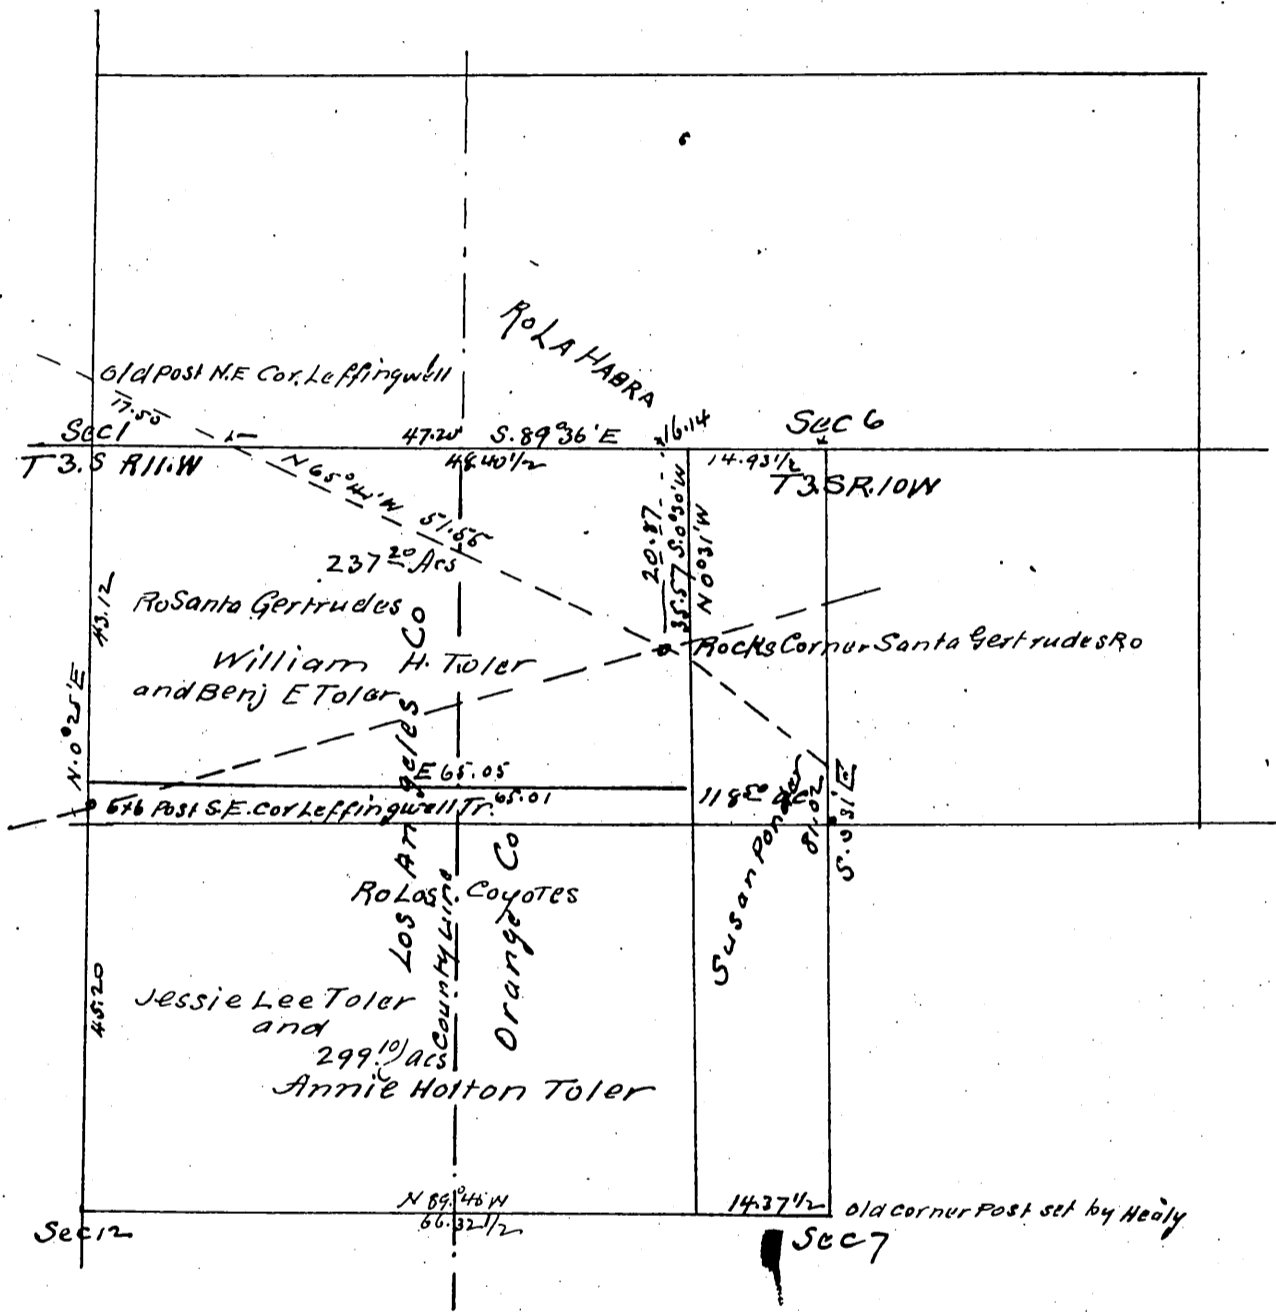 Ro LA HABRA
Old Post N.E Cor. Leffingwell
17.50
Sec 1
47.20
S. 89°36'E
16.14
Sec 6
T 3. S R 11. W
48.40 1/2
14.93 1/2
T 3. S R. 10 W
N 65°44'W 51.55
20.87
35.57 S. 0°30'W
N 0°31'W
237 20 Acs
43.12
Ro Santa Gertrudes
Rocks Corner Santa Gertrudes Ro
William H. Toler
and Benj E Toler
N. 0°25'E
E 65.05
Post S.E. Cor Leffingwell Tr.
65.01
118 50
81.02
S. 0°31'E
Susan Ponder
Los Angeles Co
County Line
Orange Co
Ro Los Coyotes
45.20
Jessie Lee Toler
and
299 10/ acs
Annie Holton Toler
N 89°46 W
66.32 1/2
14.37 1/2
Old Corner Post set by Healy
Sec 12
Sec 7